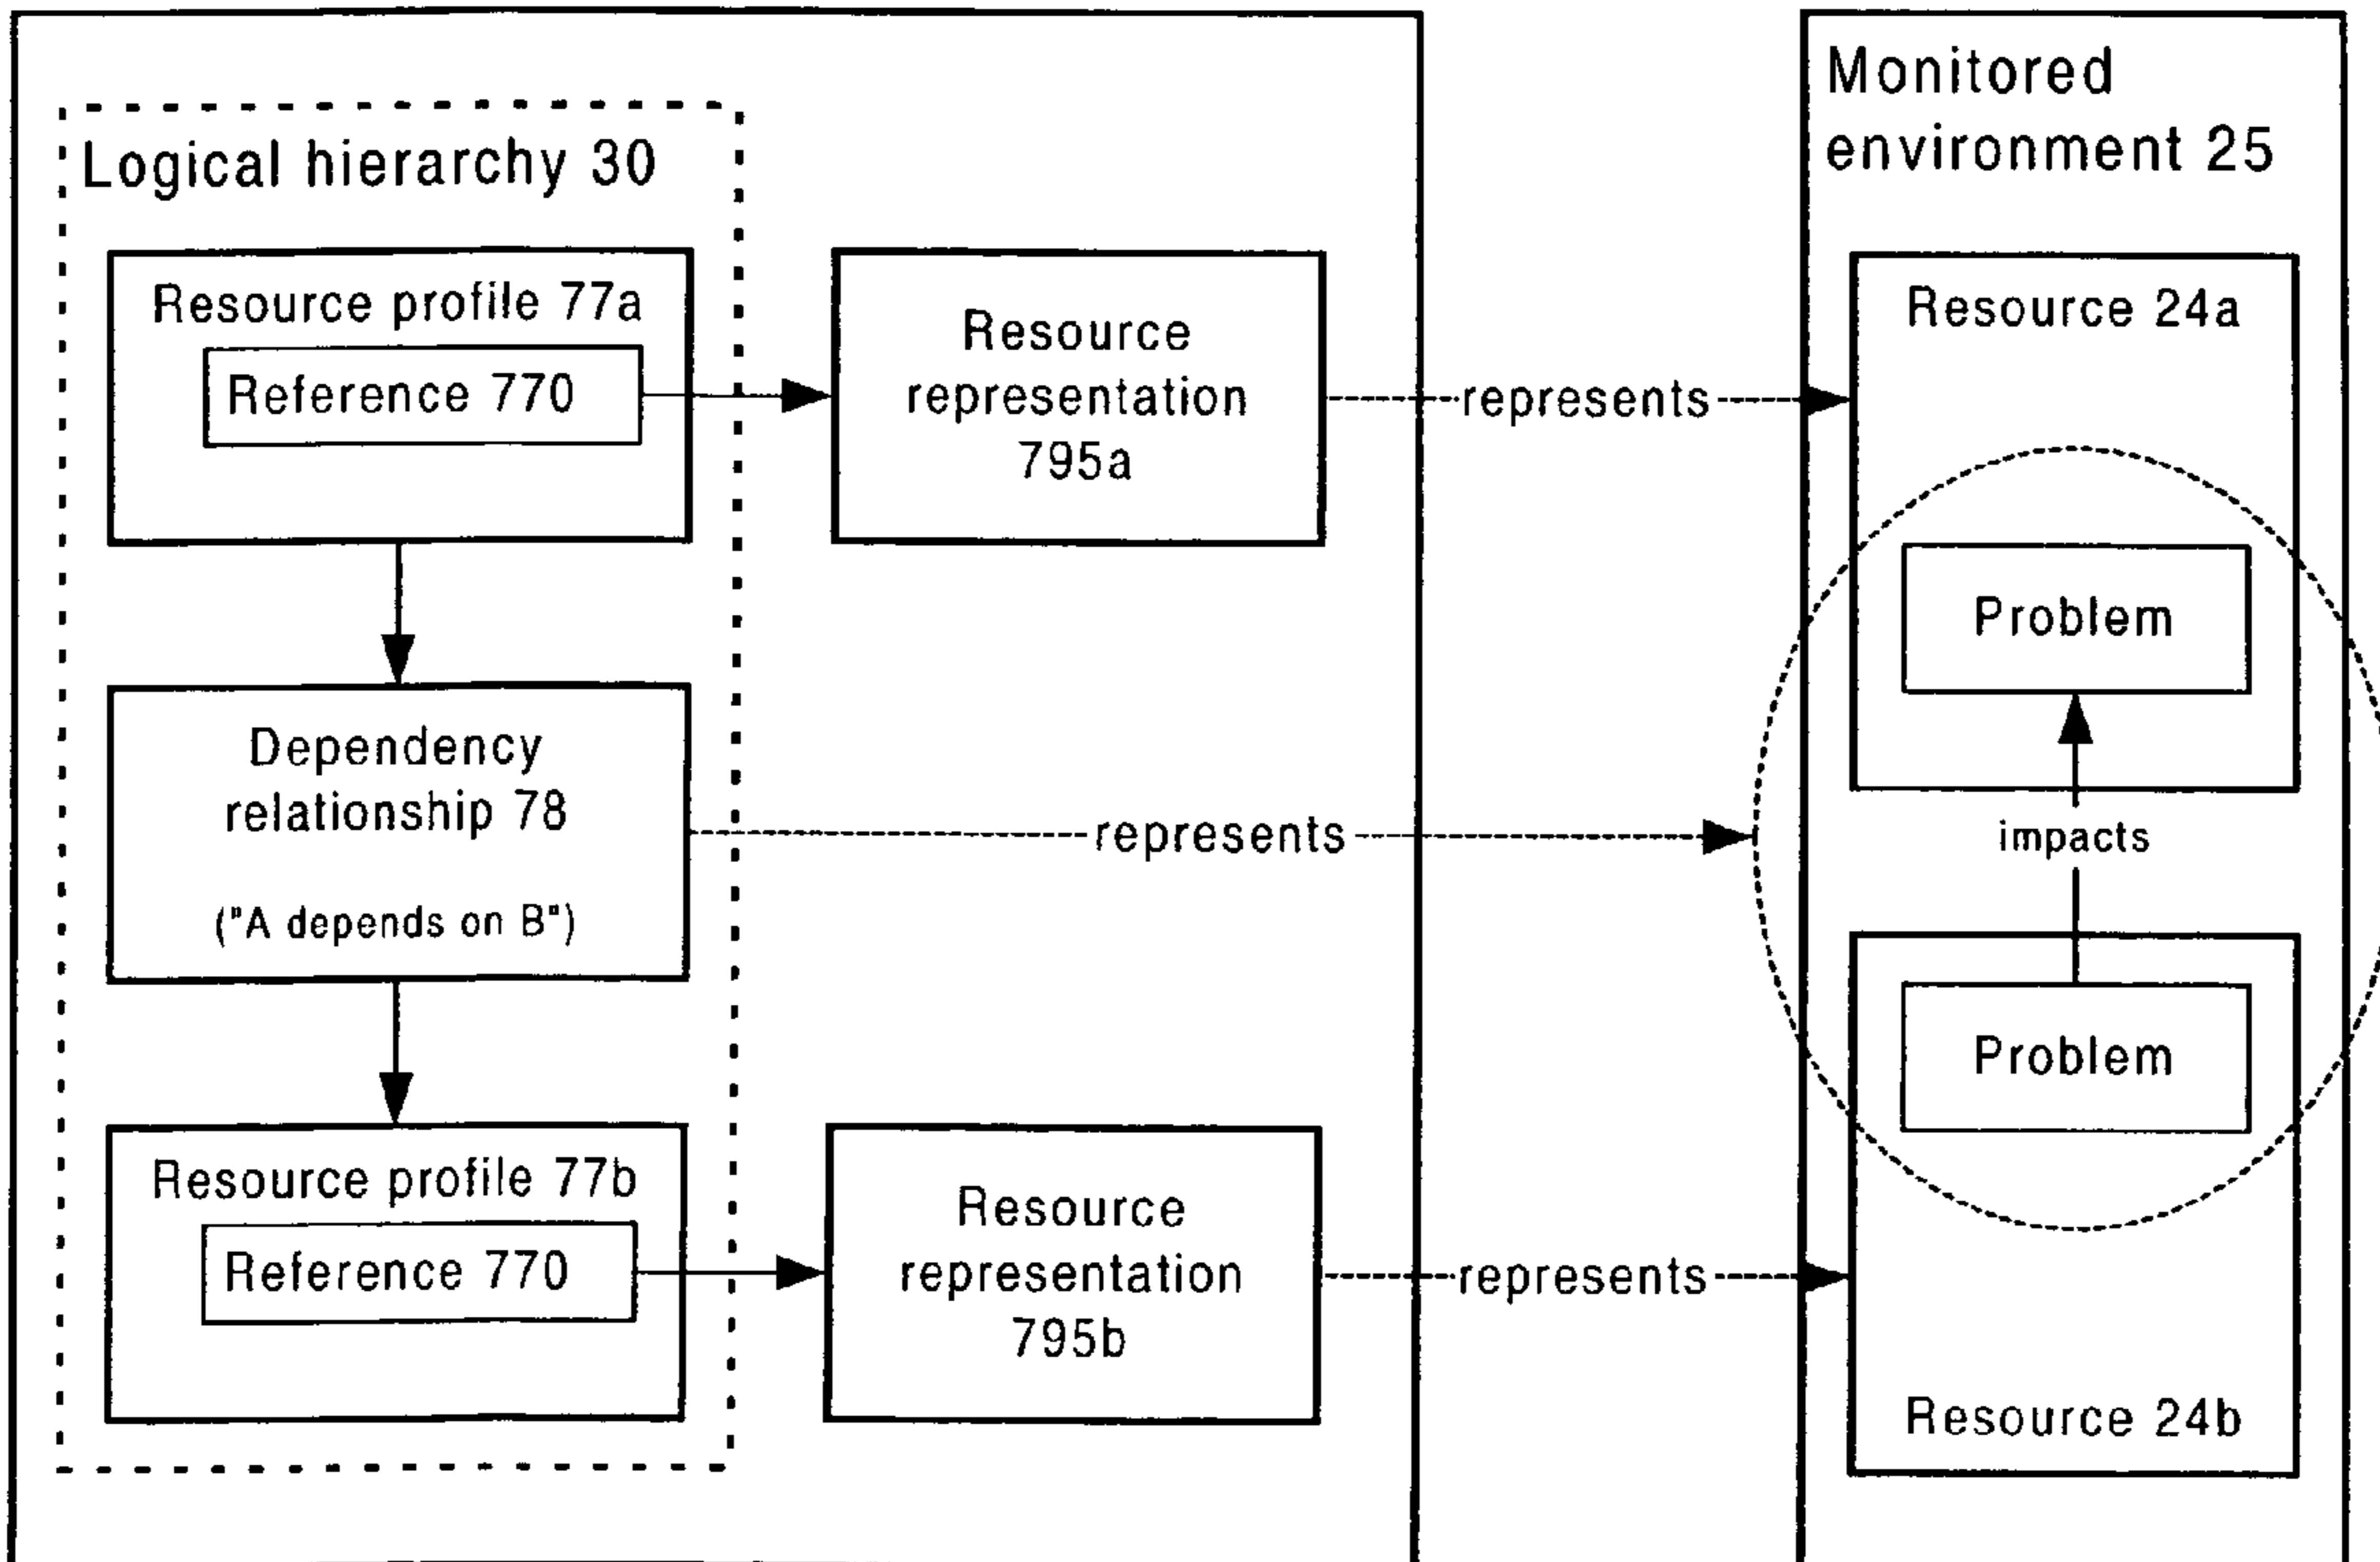 Logical hierarchy 30
Resource profile 77a
Reference 770
Resource
representation
795a
represents
Monitored
environment 25
Resource 24a
Problem
Dependency
relationship 78
("A depends on B")
represents
impacts
Problem
Resource profile 77b
Reference 770
Resource
representation
795b
represents
Resource 24b